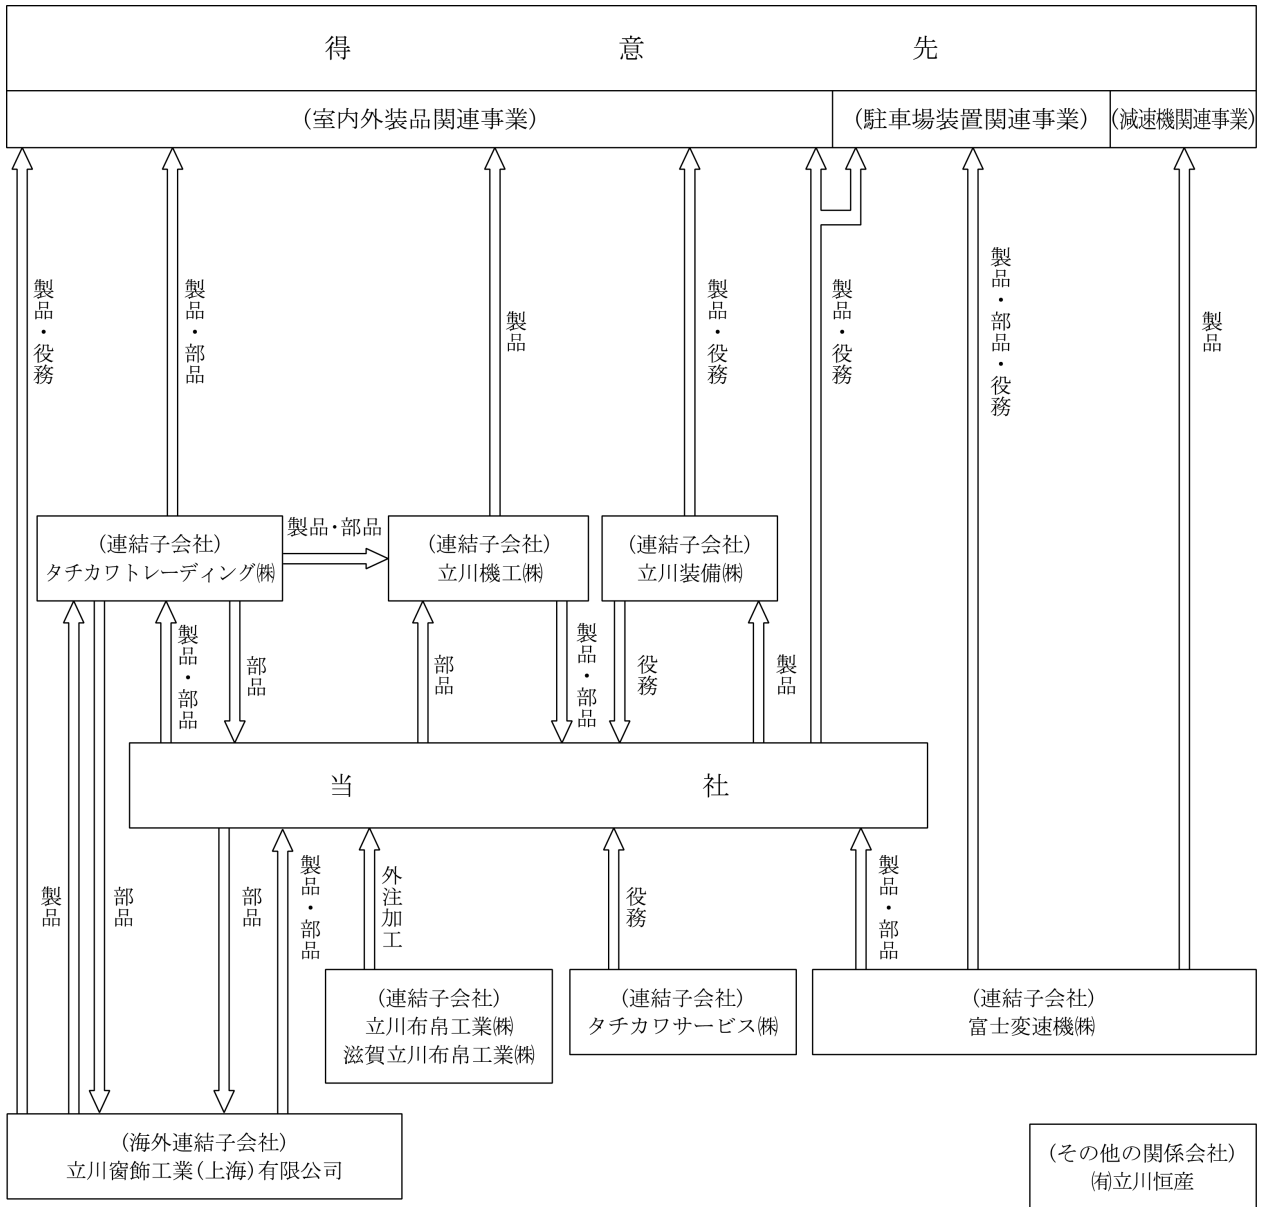 得意先
(室内外装品関連事業)
(駐車場装置関連事業)
(減速機関連事業)
製品・役務
製品・部品
製品
製品・役務
製品・役務
製品・部品・役務
製品
(連結子会社)
タチカワトレーディング㈱
製品・部品
(連結子会社)
立川機工㈱
(連結子会社)
立川装備㈱
製品・部品
部品
部品
製品・部品
役務
製品
当社
製品
部品
部品
製品・部品
外注加工
役務
製品・部品
(連結子会社)
立川布帛工業㈱
滋賀立川布帛工業㈱
(連結子会社)
タチカワサービス㈱
(連結子会社)
富士変速機㈱
(海外連結子会社)
立川窗飾工業(上海)有限公司
(その他の関係会社)
㈲立川恒産